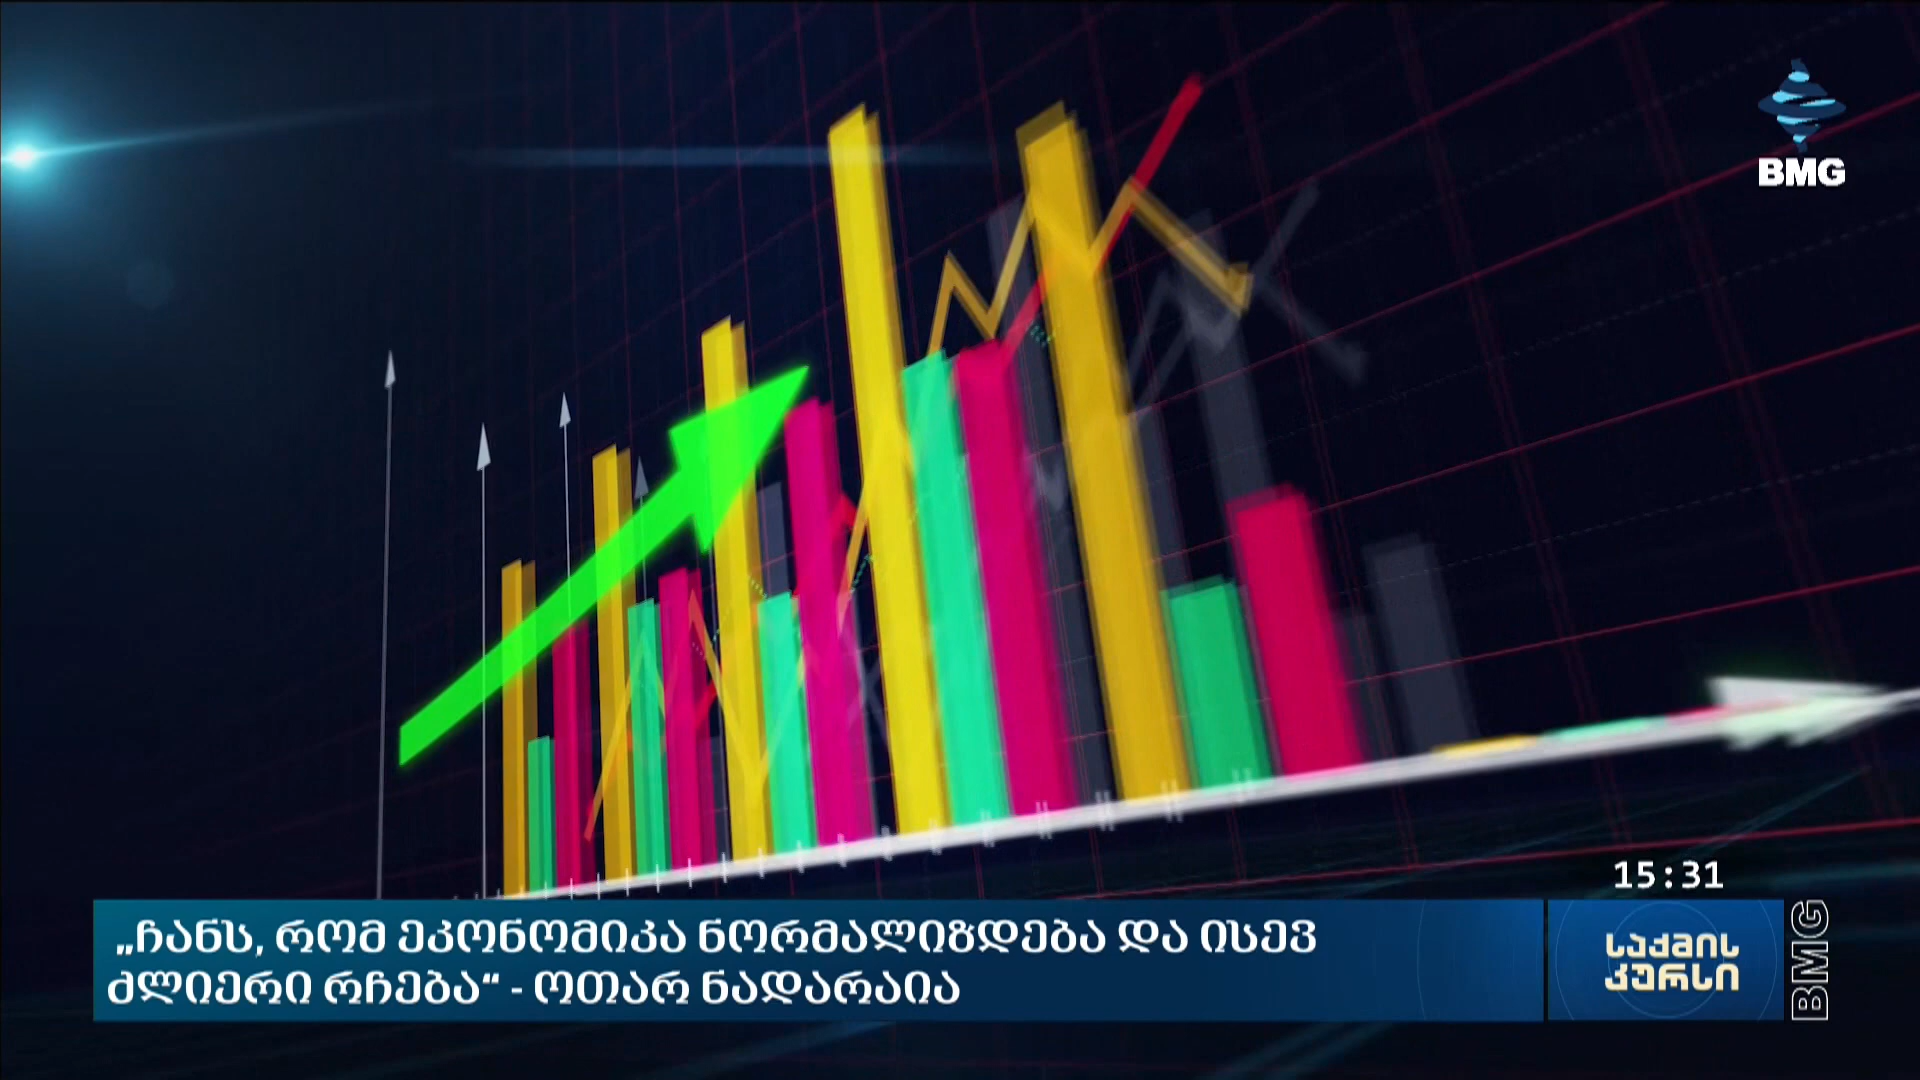 BMG
15:31
„ჩანს, რომ ეკონომიკა ნორმალიზდება და ისევ
ძლიერი რჩება“ - ოთარ ნადარაია
საქმის
კურსი
BMG